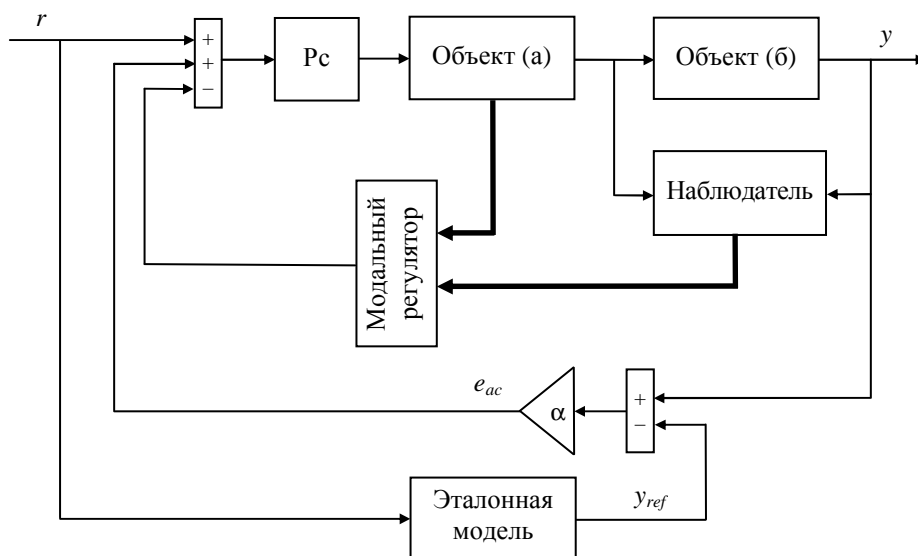 r
y
+
+
−
Рс
Объект (а)
Объект (б)
Наблюдатель
Модальный
регулятор
e_ac
α
+
−
Эталонная
модель
y_ref